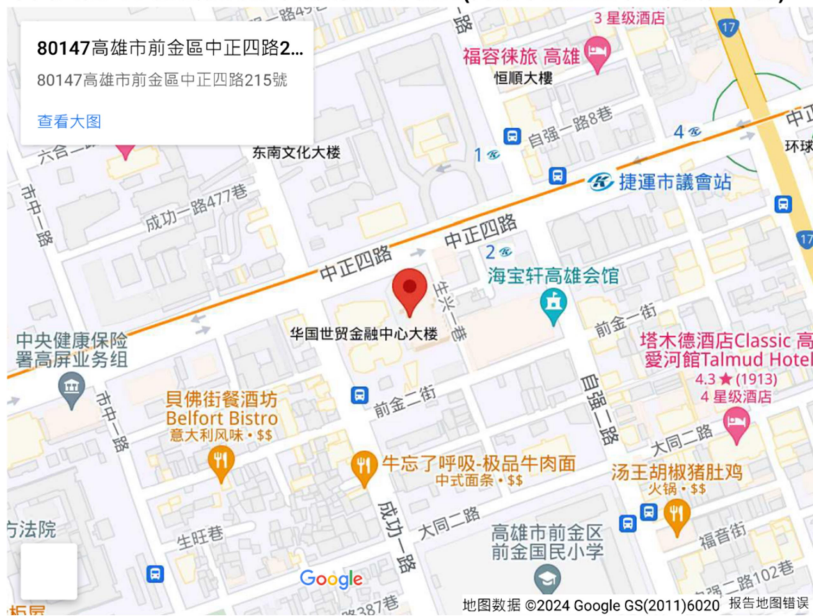 80147高雄市前金區中正四路2...
80147高雄市前金區中正四路215號
查看大图
3 星级酒店
福容徠旅 高雄
恒順大樓
17
自强一路8巷
4
中正
环球
1
捷運市議會站
东南文化大楼
六合二路
市中一路
成功一路477巷
中正四路
中正四路
2
17
海宝轩高雄会馆
生兴一巷
华国世贸金融中心大楼
前金一街
中央健康保险
署高屏业务组
塔木德酒店Classic 高
愛河館Talmud Hotel
4.3★(1913)
4 星级酒店
貝佛街餐酒坊
Belfort Bistro
意大利风味•$$
前金二街
自强二路
市中一路
大同二路
牛忘了呼吸-极品牛肉面
中式面条•$$
汤王胡椒猪肚鸡
火锅•$$
成功一路
大同二路
方法院
生旺巷
高雄市前金区
前金国民小学
福音街
Google
387巷
自强二路102巷
地图数据 ©2024 Google GS(2011)6020 报告地图错误